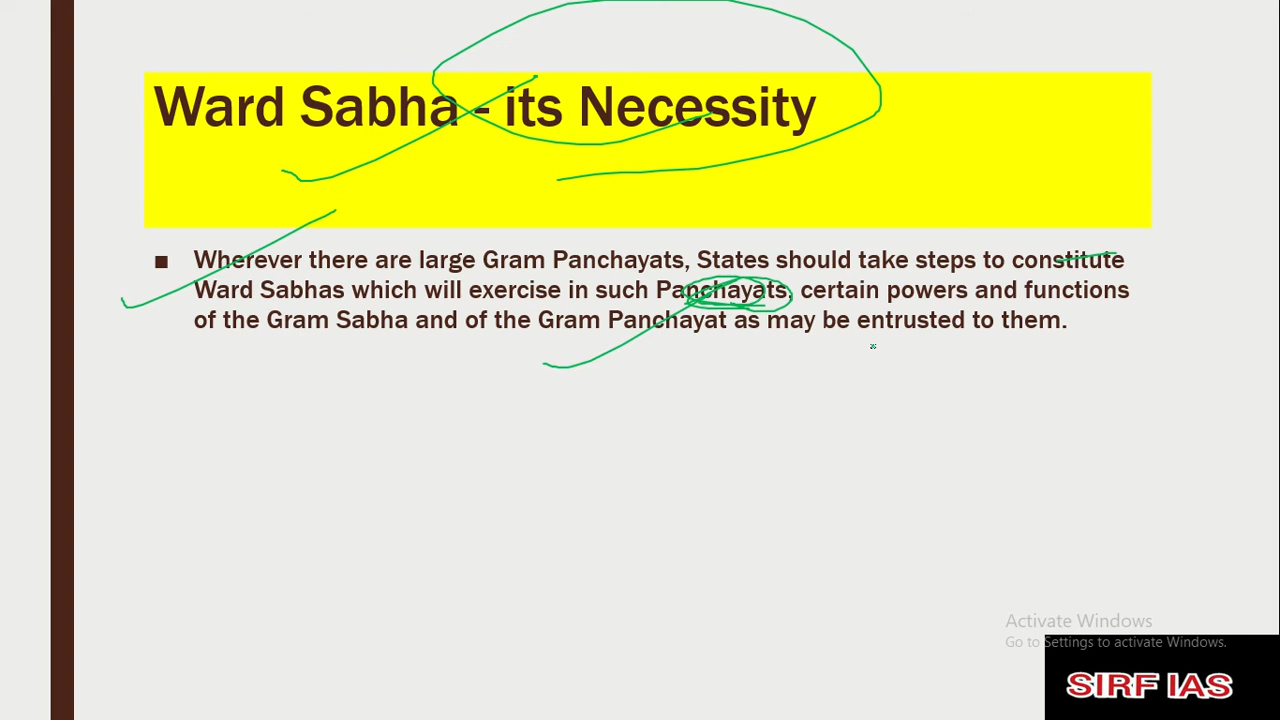 Ward Sabha - its Necessity
■ Wherever there are large Gram Panchayats, States should take steps to constitute
Ward Sabhas which will exercise in such Panchayats, certain powers and functions
of the Gram Sabha and of the Gram Panchayat as may be entrusted to them.
Activate Windows
Go to Settings to activate Windows.
SIRF IAS